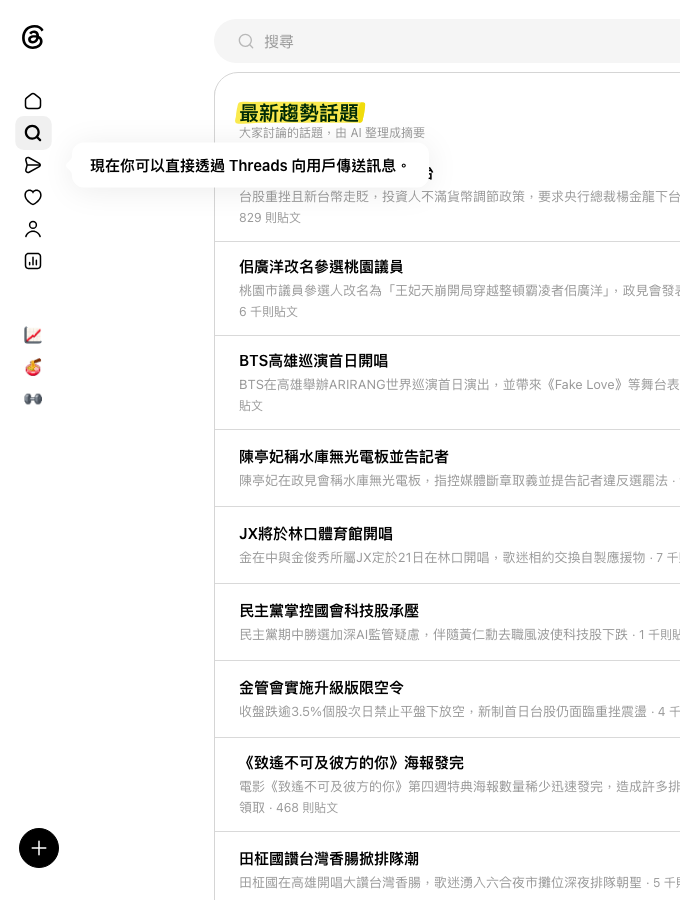 搜尋
最新趨勢話題
大家討論的話題，由 AI 整理成摘要
現在你可以直接透過 Threads 向用戶傳送訊息。
台股重挫且新台幣走貶，投資人不滿貨幣調節政策，要求央行總裁楊金龍下台
829 則貼文
佀廣洋改名參選桃園議員
桃園市議員參選人改名為「王妃天崩開局穿越整頓霸凌者佀廣洋」，政見會發表
6 千則貼文
BTS高雄巡演首日開唱
BTS在高雄舉辦ARIRANG世界巡演首日演出，並帶來《Fake Love》等舞台表
貼文
陳亭妃稱水庫無光電板並告記者
陳亭妃在政見會稱水庫無光電板，指控媒體斷章取義並提告記者違反選罷法 ·
JX將於林口體育館開唱
金在中與金俊秀所屬JX定於21日在林口開唱，歌迷相約交換自製應援物 · 7 千
民主黨掌控國會科技股承壓
民主黨期中勝選加深AI監管疑慮，伴隨黃仁勳去職風波使科技股下跌 · 1 千則貼
金管會實施升級版限空令
收盤跌逾3.5%個股次日禁止平盤下放空，新制首日台股仍面臨重挫震盪 · 4 千
《致遙不可及彼方的你》海報發完
電影《致遙不可及彼方的你》第四週特典海報數量稀少迅速發完，造成許多排
領取 · 468 則貼文
田柾國讚台灣香腸掀排隊潮
田柾國在高雄開唱大讚台灣香腸，歌迷湧入六合夜市攤位深夜排隊朝聖 · 5 千則